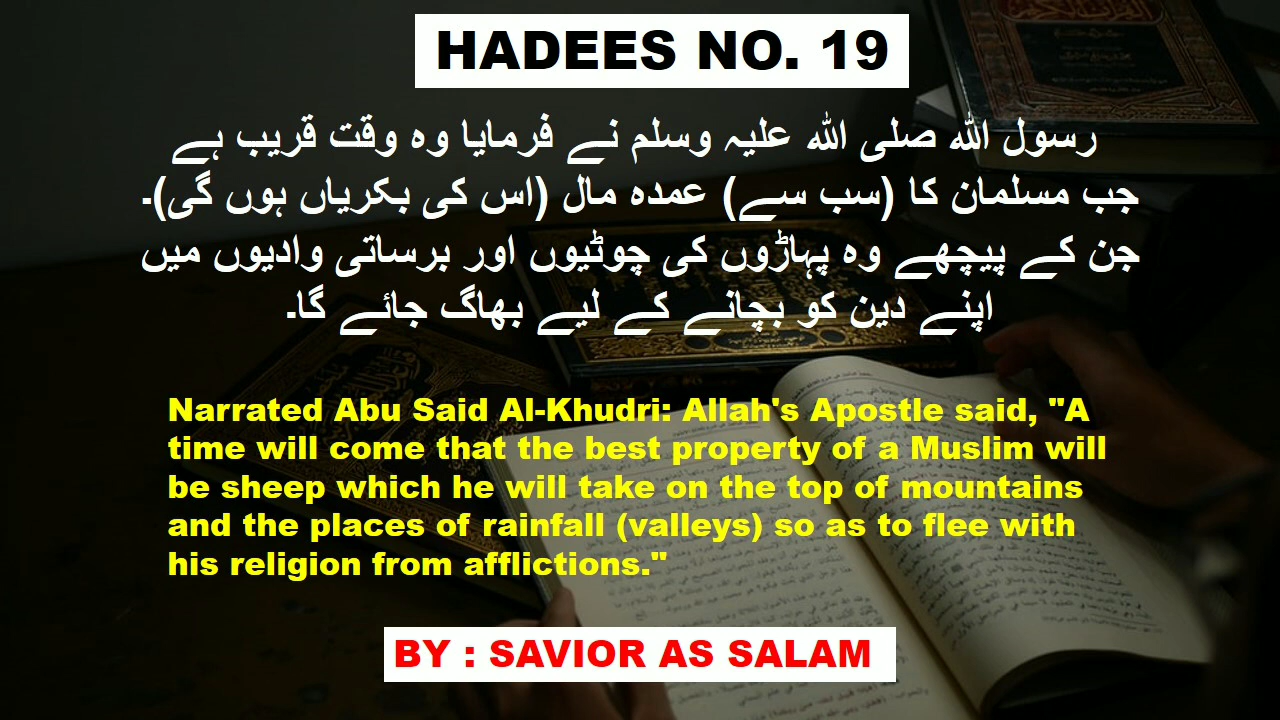 HADEES NO. 19
رسول اللہ صلی اللہ علیہ وسلم نے فرمایا وہ وقت قریب ہے
جب مسلمان کا (سب سے) عمدہ مال (اس کی بکریاں ہوں گی)۔
جن کے پیچھے وہ پہاڑوں کی چوٹیوں اور برساتی وادیوں میں
اپنے دین کو بچانے کے لیے بھاگ جائے گا۔
Narrated Abu Said Al-Khudri: Allah's Apostle said, "A
time will come that the best property of a Muslim will
be sheep which he will take on the top of mountains
and the places of rainfall (valleys) so as to flee with
his religion from afflictions."
BY : SAVIOR AS SALAM